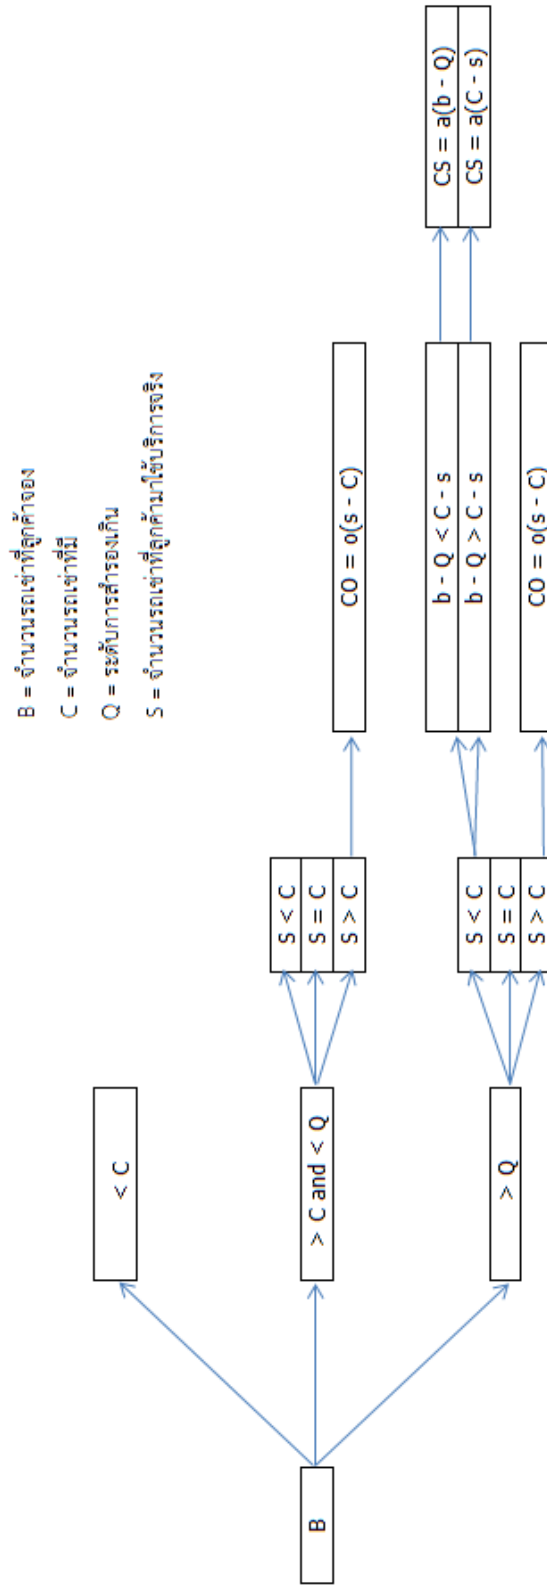 B = จำนวนรถเช่าที่ลูกค้าจอง
C = จำนวนรถเช่าที่มี
Q = ระดับการสำรองเกิน
S = จำนวนรถเช่าที่ลูกค้ามาใช้บริการจริง
B
< C
> C and < Q
> Q
S < C
S = C
S > C
CO = o(s - C)
S < C
S = C
S > C
b - Q < C - s
b - Q > C - s
CO = o(s - C)
CS = a(b - Q)
CS = a(C - s)